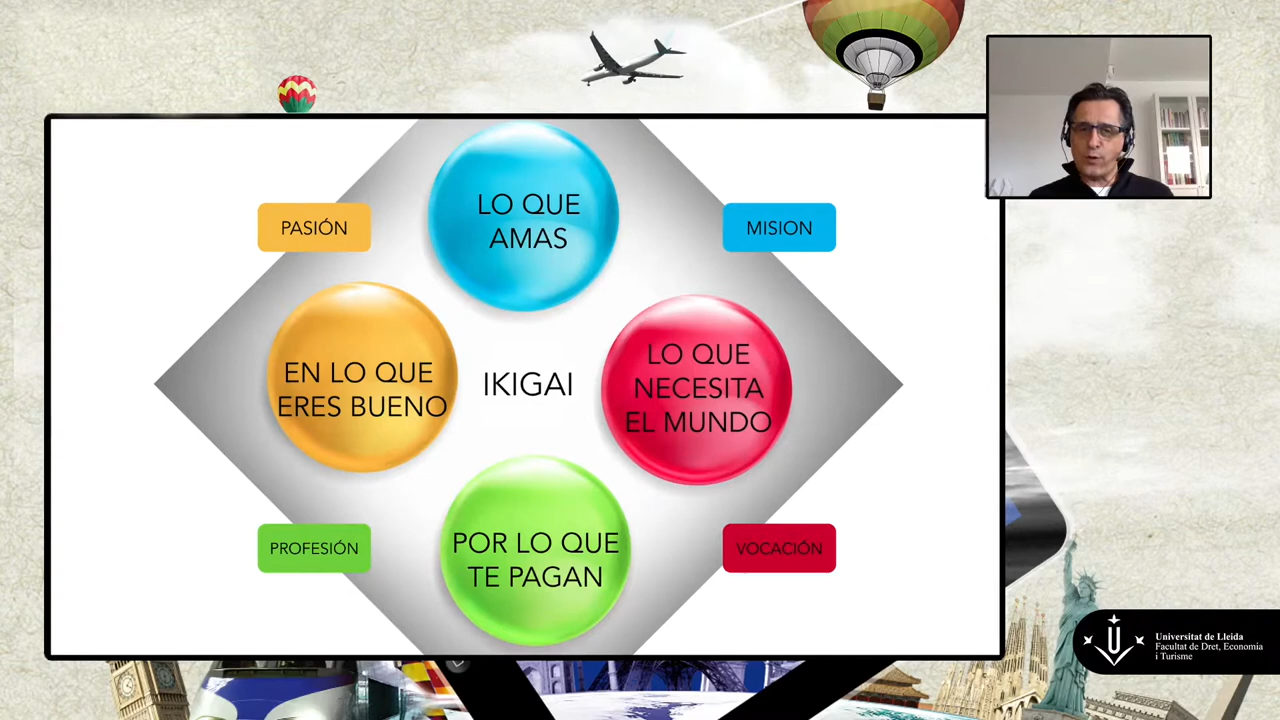 LO QUE
AMAS
PASIÓN
MISION
EN LO QUE
ERES BUENO
IKIGAI
LO QUE
NECESITA
EL MUNDO
POR LO QUE
TE PAGAN
PROFESIÓN
VOCACIÓN
Universitat de Lleida
Facultat de Dret, Economia
i Turisme